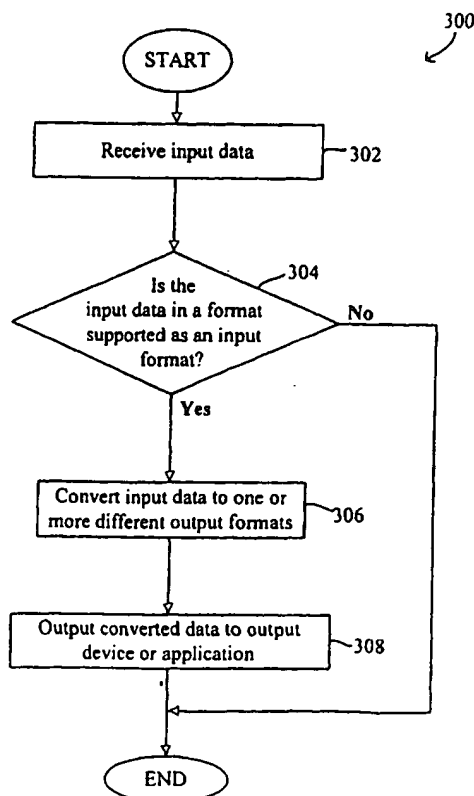 300
START
Receive input data
302
304
Is the
input data in a format
supported as an input
format?
No
Yes
Convert input data to one or
more different output formats
306
Output converted data to output
device or application
308
END